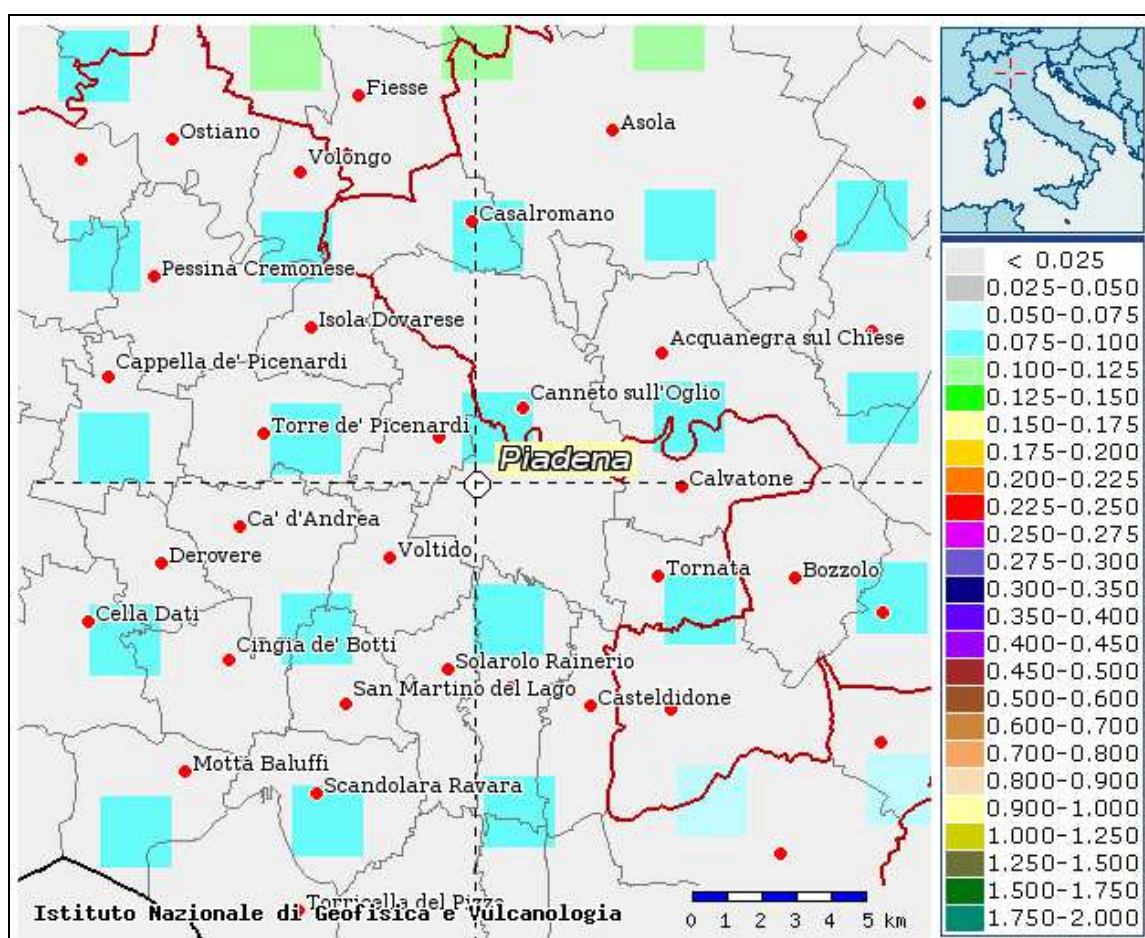 Fiesse
Asola
Ostiano
Volongo
Casalromano
Pessina Cremonese
Isola Dovarese
Acquanegra sul Chiese
Cappella de' Picenardi
Canneto sull'Oglio
Torre de' Picenardi
Piadena
Calvatone
Ca' d'Andrea
Derovere
Voltido
Tornata
Bozzolo
Cella Dati
Cingia de' Botti
Solarolo Rainerio
San Martino del Lago
Casteldidone
Motta Baluffi
Scandolara Ravara
Torricella del Pizzo
Istituto Nazionale di Geofisica e Vulcanologia
0 1 2 3 4 5 km
< 0.025
0.025-0.050
0.050-0.075
0.075-0.100
0.100-0.125
0.125-0.150
0.150-0.175
0.175-0.200
0.200-0.225
0.225-0.250
0.250-0.275
0.275-0.300
0.300-0.350
0.350-0.400
0.400-0.450
0.450-0.500
0.500-0.600
0.600-0.700
0.700-0.800
0.800-0.900
0.900-1.000
1.000-1.250
1.250-1.500
1.500-1.750
1.750-2.000